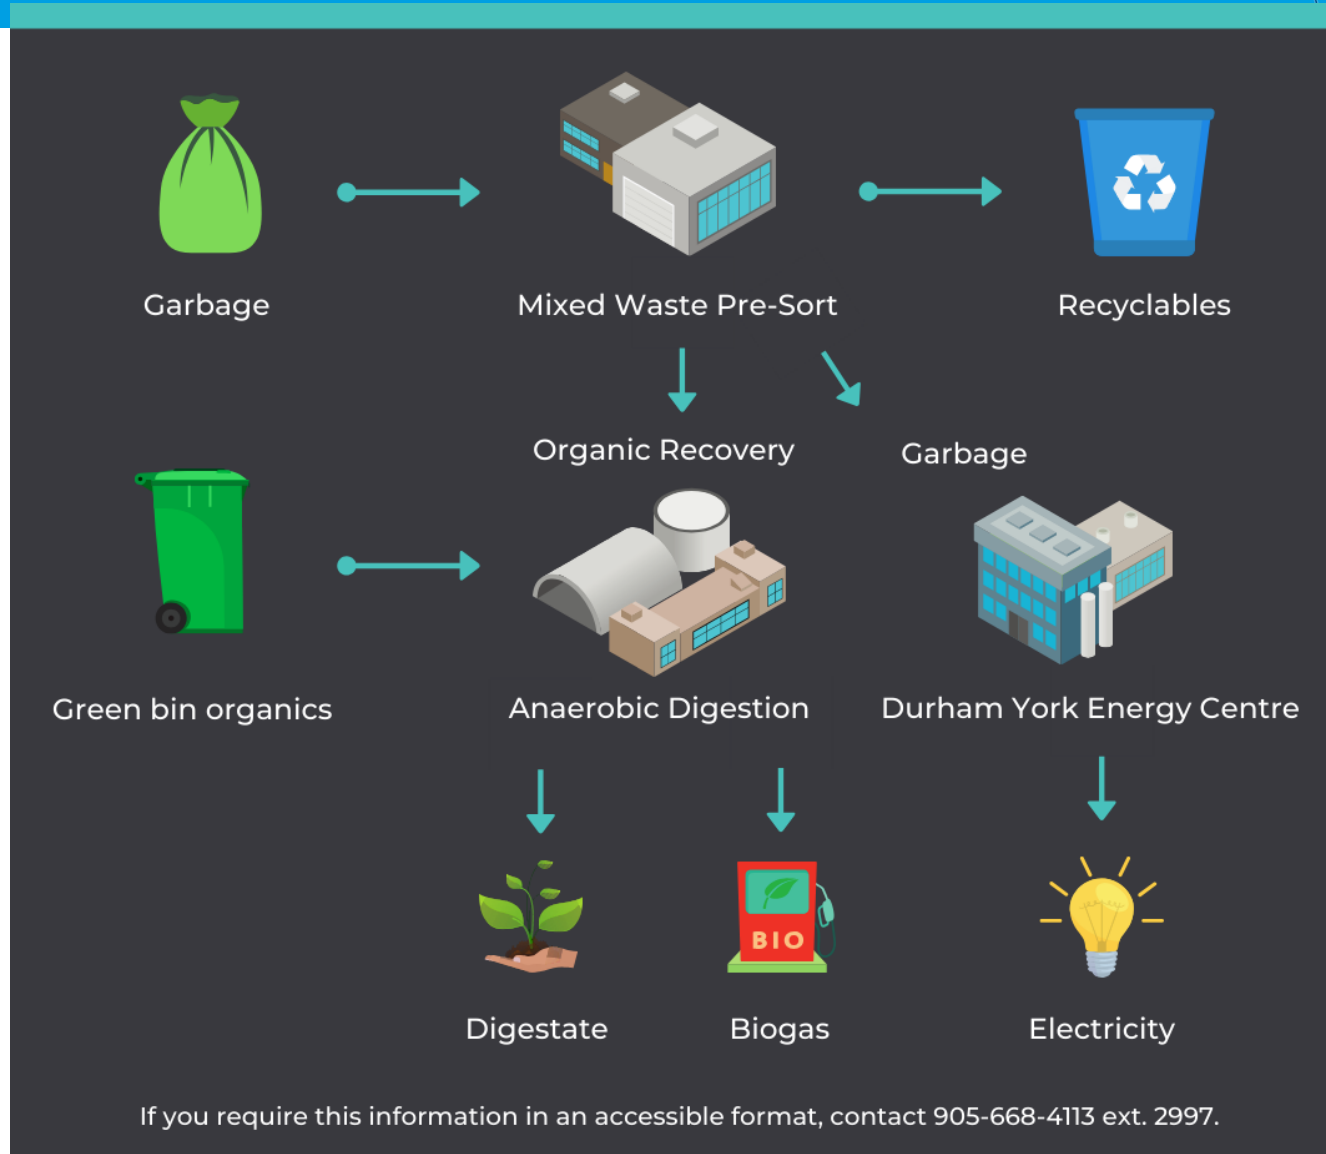 Garbage
Mixed Waste Pre-Sort
Recyclables
Organic Recovery
Garbage
Green bin organics
Anaerobic Digestion
Durham York Energy Centre
BIO
Digestate
Biogas
Electricity
If you require this information in an accessible format, contact 905-668-4113 ext. 2997.